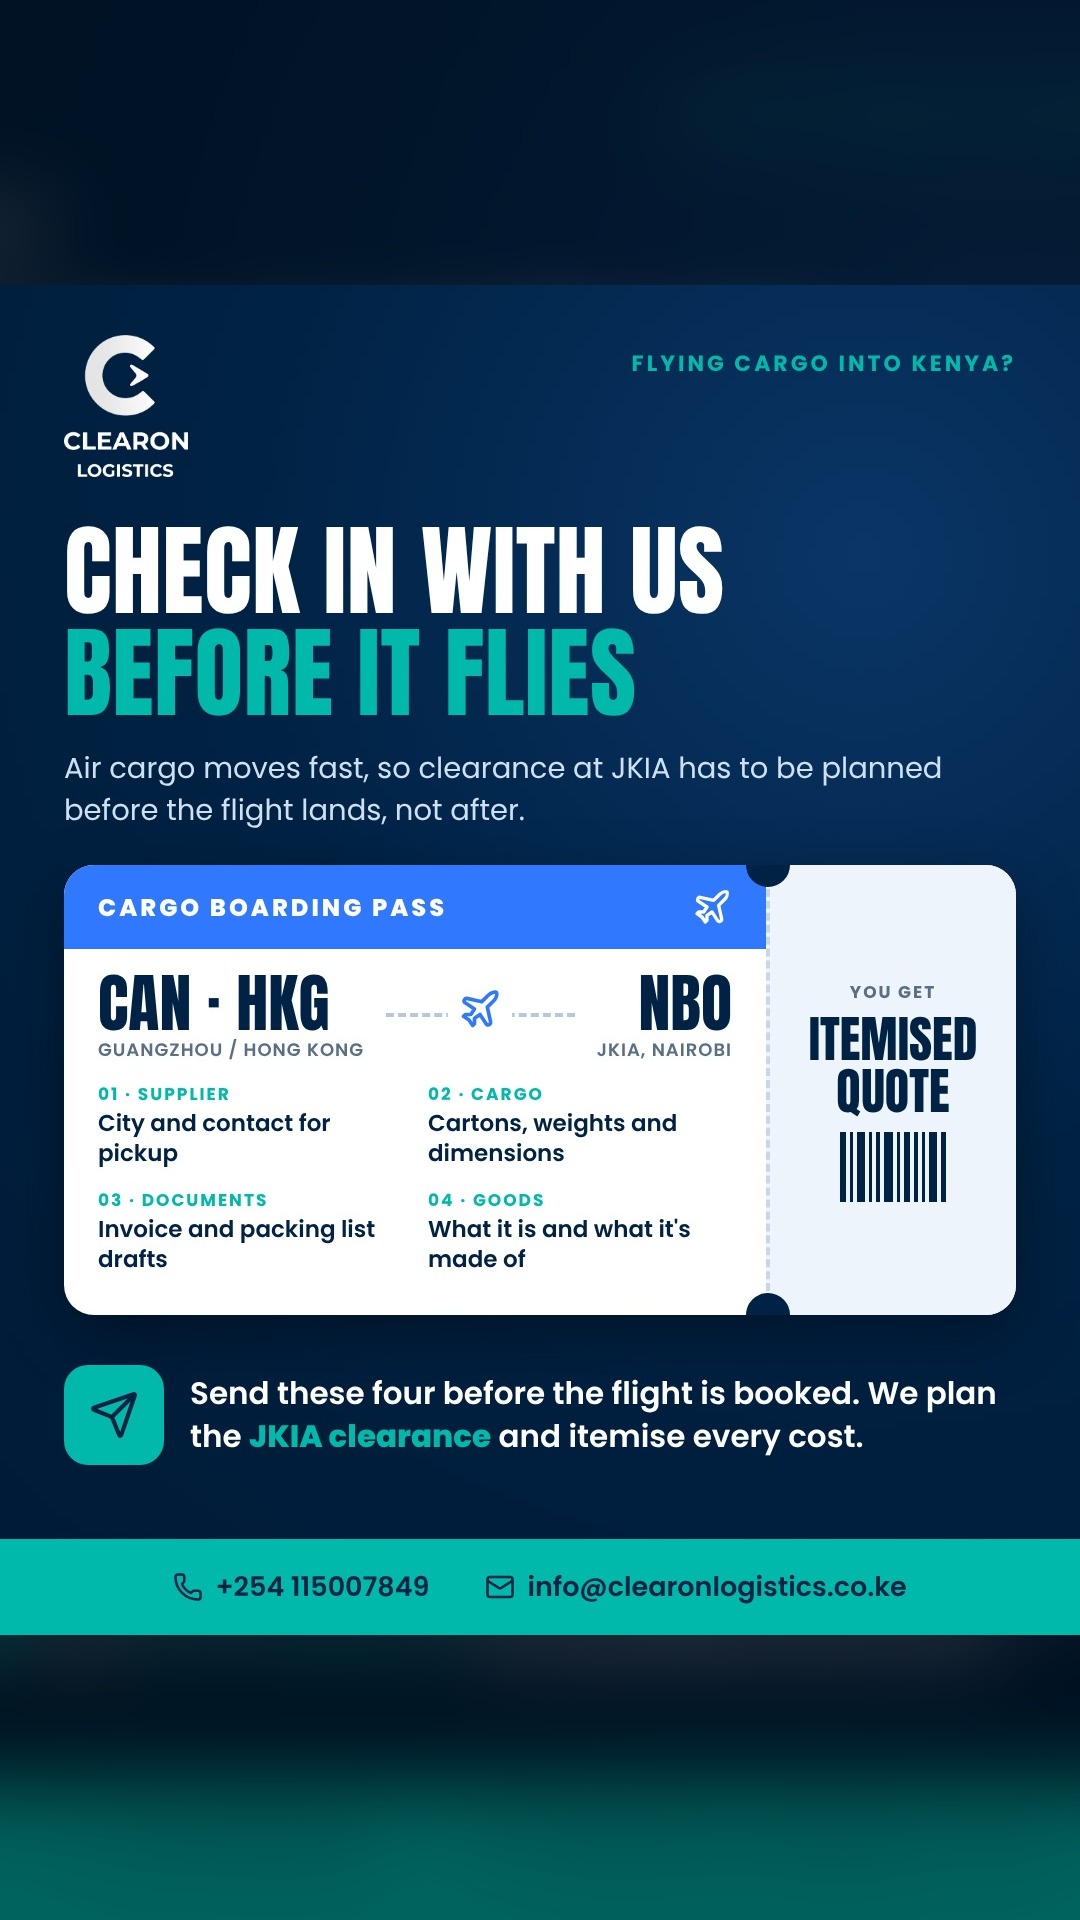 CLEARON
LOGISTICS
FLYING CARGO INTO KENYA?
CHECK IN WITH US
BEFORE IT FLIES
Air cargo moves fast, so clearance at JKIA has to be planned
before the flight lands, not after.
CARGO BOARDING PASS
CAN · HKG
GUANGZHOU / HONG KONG
NBO
JKIA, NAIROBI
01 · SUPPLIER
City and contact for
pickup
02 · CARGO
Cartons, weights and
dimensions
03 · DOCUMENTS
Invoice and packing list
drafts
04 · GOODS
What it is and what it's
made of
YOU GET
ITEMISED
QUOTE
Send these four before the flight is booked. We plan
the JKIA clearance and itemise every cost.
+254 115007849
info@clearonlogistics.co.ke